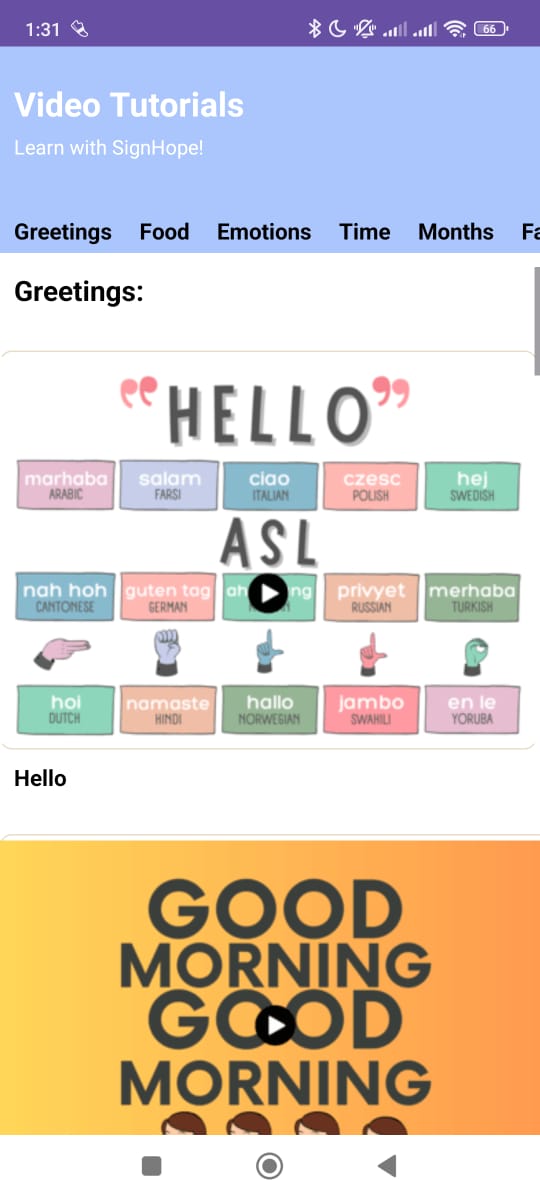 1:31
66
Video Tutorials
Learn with SignHope!
Greetings Food Emotions Time Months Fa
Greetings:
“HELLO”
marhaba salam ciao czesc hej
ARABIC FARSI ITALIAN POLISH SWEDISH
ASL
nah hoh guten tag ah ng privyet merhaba
CANTONESE GERMAN RUSSIAN TURKISH
hoi namaste hallo jambo en le
DUTCH HINDI NORWEGIAN SWAHILI YORUBA
Hello
GOOD
MORNING
GOOD
MORNING